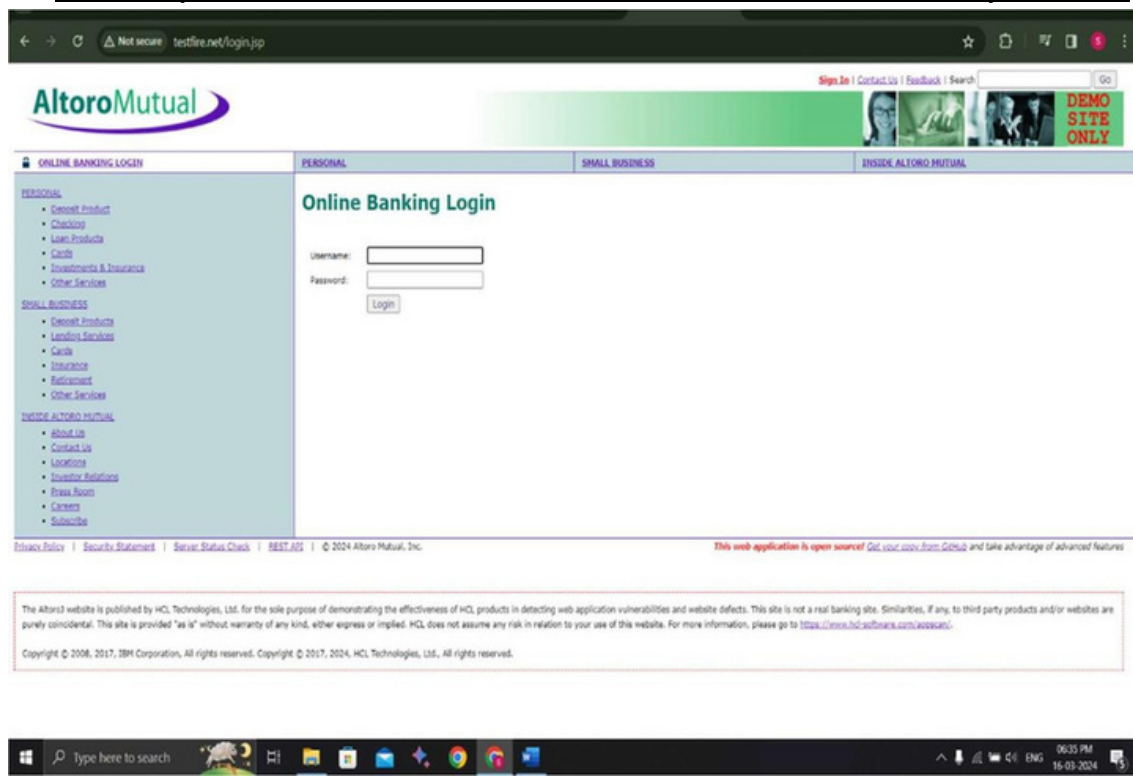 Not secure testfire.net/login.jsp
Sign In | Contact Us | Feedback | Search Go
AltoroMutual
DEMO
SITE
ONLY
ONLINE BANKING LOGIN
PERSONAL
SMALL BUSINESS
INSIDE ALTORO MUTUAL
PERSONAL
• Deposit Product
• Checking
• Loan Products
• Cards
• Investments & Insurance
• Other Services
SMALL BUSINESS
• Deposit Products
• Lending Services
• Cards
• Insurance
• Retirement
• Other Services
INSIDE ALTORO MUTUAL
• About Us
• Contact Us
• Locations
• Investor Relations
• Press Room
• Careers
• Subscribe
Online Banking Login
Username:
Password:
Login
Privacy Policy | Security Statement | Server Status Check | REST API | © 2024 Altoro Mutual, Inc.
This web application is open source! Get your copy from GitHub and take advantage of advanced features
The AltoroJ website is published by HCL Technologies, Ltd. for the sole purpose of demonstrating the effectiveness of HCL products in detecting web application vulnerabilities and website defects. This site is not a real banking site. Similarities, if any, to third party products and/or websites are
purely coincidental. This site is provided "as is" without warranty of any kind, either express or implied. HCL does not assume any risk in relation to your use of this website. For more information, please go to https://www.hcl-software.com/appscan/.
Copyright © 2008, 2017, IBM Corporation, All rights reserved. Copyright © 2017, 2024, HCL Technologies, Ltd., All rights reserved.
Type here to search
ENG
06:35 PM
16-03-2024
5